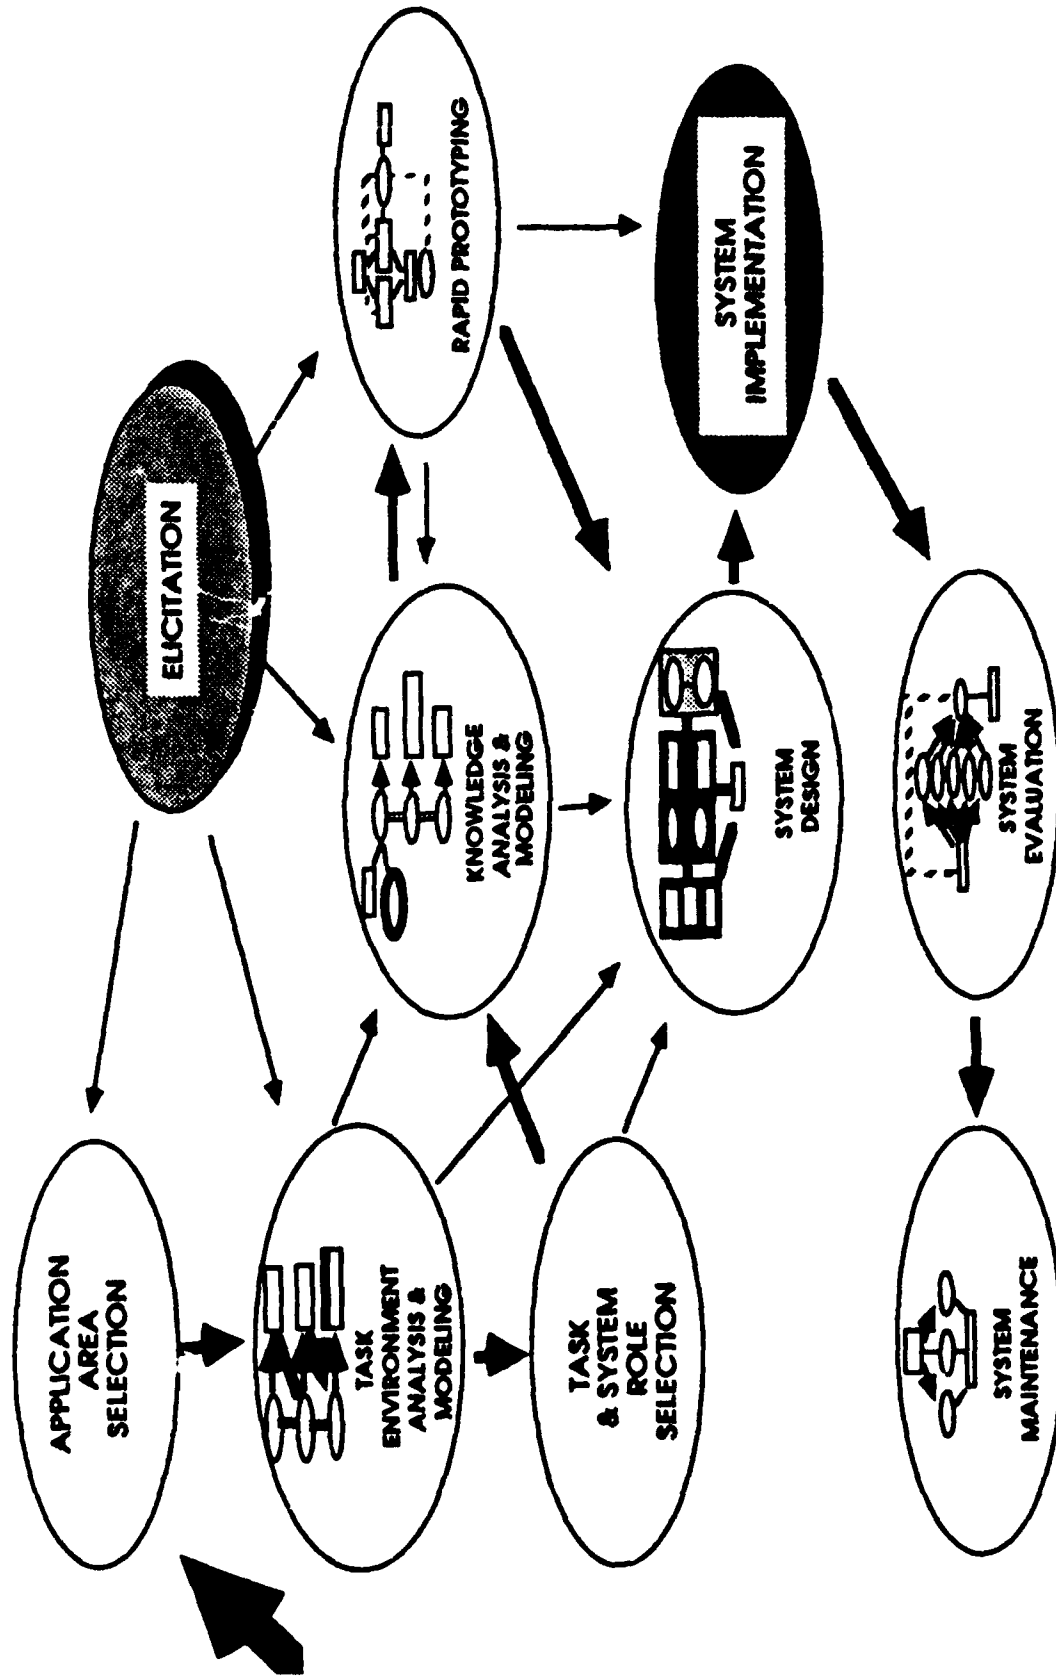 APPLICATION
AREA
SELECTION
ELICITATION
TASK
ENVIRONMENT
ANALYSIS &
MODELING
KNOWLEDGE
ANALYSIS &
MODELING
RAPID PROTOTYPING
TASK
& SYSTEM
ROLE
SELECTION
SYSTEM
DESIGN
SYSTEM
IMPLEMENTATION
SYSTEM
MAINTENANCE
SYSTEM
EVALUATION